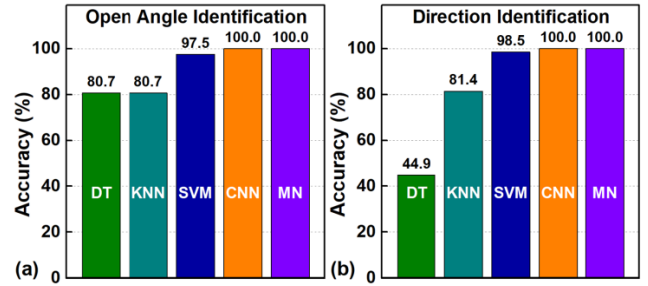 Open Angle Identification
Accuracy (%)
100
80
60
40
20
0
80.7
80.7
97.5
100.0
100.0
DT
KNN
SVM
CNN
MN
(a)
Direction Identification
Accuracy (%)
100
80
60
40
20
0
44.9
81.4
98.5
100.0
100.0
DT
KNN
SVM
CNN
MN
(b)